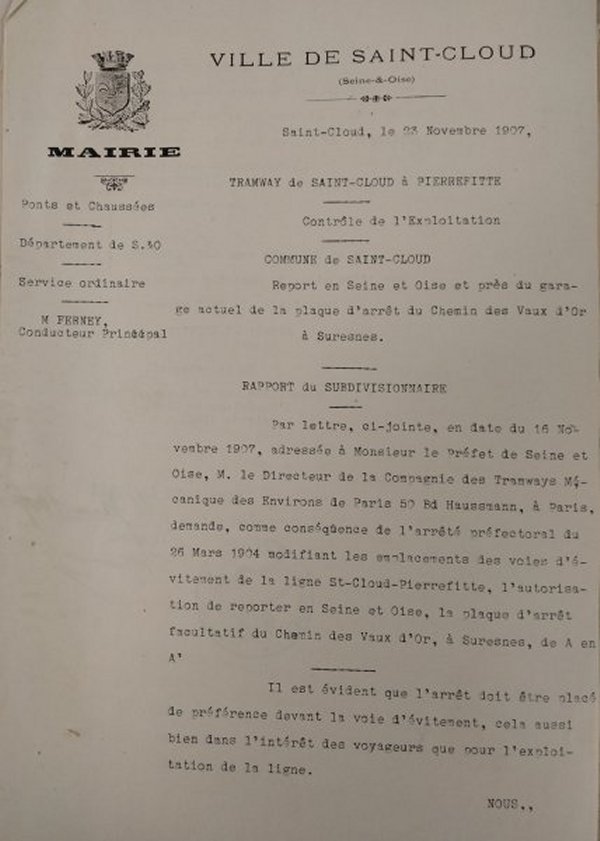 VILLE DE SAINT-CLOUD
(Seine-&-Oise)
MAIRIE
Saint-Cloud, le 23 Novembre 1907,
Ponts et Chaussées
Département de S.&O
Service ordinaire
M FERNEY,
Conducteur Prinéépal
TRAMWAY de SAINT-CLOUD à PIERREFITTE
Contrôle de l'Exploitation
COMMUNE de SAINT-CLOUD
Report en Seine et Oise et près du gara-
ge actuel de la plaque d'arrêt du Chemin des Vaux d'Or
à Suresnes.
RAPPORT du SUBDIVISIONNAIRE
Par lettre, ci-jointe, en date du 16 No-
vembre 1907, adressée à Monsieur le Préfet de Seine et
Oise, M. le Directeur de la Compagnie des Tramways Mé-
canique des Environs de Paris 50 Bd Haussmann, à Paris,
demande, comme conséqûence de l'arrêté préfectoral du
26 Mars 1904 modifiant les emplacements des voies d'é-
vitement de la ligne St-Cloud-Pierrefitte, l'autorisa-
tion de reporter en Seine et Oise, la plaque d'arrêt
facultatif du Chemin des Vaux d'Or, à Suresnes, de A en
A'
Il est évident que l'arrêt doit être placé
de préférence devant la voie d'évitement, cela aussi
bien dans l'intérêt des voyageurs que pour l'exploi-
tation de la ligne.
NOUS.,